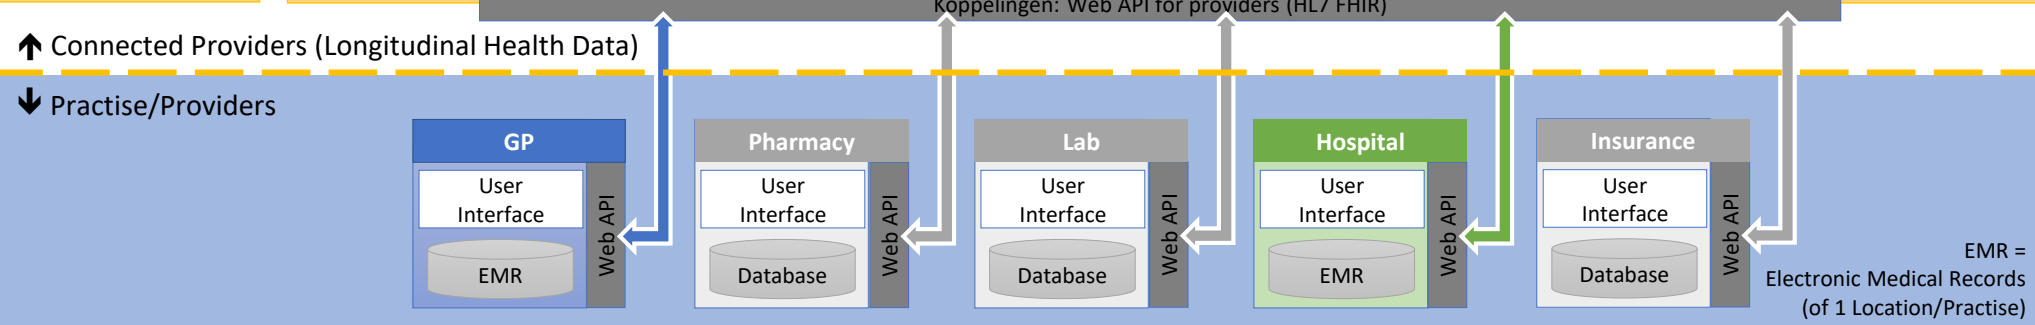 Koppelingen: Web API for providers (HL7 FHIR)
🡹 Connected Providers (Longitudinal Health Data)
🡻 Practise/Providers
GP
User
Interface
EMR
Web API
Pharmacy
User
Interface
Database
Web API
Lab
User
Interface
Database
Web API
Hospital
User
Interface
EMR
Web API
Insurance
User
Interface
Database
Web API
EMR =
Electronic Medical Records
(of 1 Location/Practise)